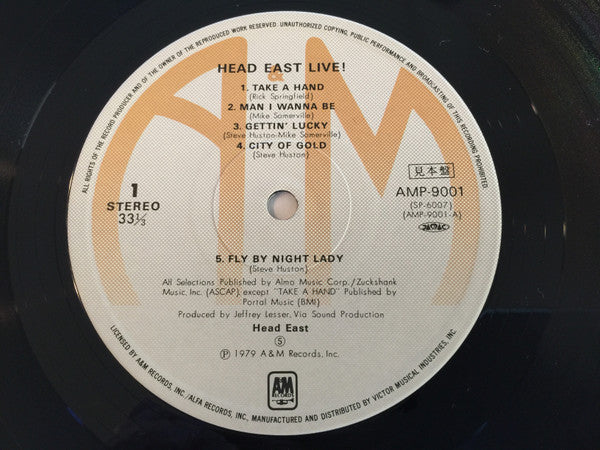 ALL RIGHTS OF THE RECORD PRODUCER AND OF THE OWNER OF THE REPRODUCED WORK RESERVED. UNAUTHORIZED COPYING, PUBLIC PERFORMANCE AND BROADCASTING OF THIS RECORDING PROHIBITED.
A&M
HEAD EAST LIVE!
1. TAKE A HAND
(Rick Springfield)
2. MAN I WANNA BE
(Mike Somerville)
3. GETTIN' LUCKY
(Steve Huston-Mike Somerville)
4. CITY OF GOLD
(Steve Huston)
1
STEREO
33⅓
見本盤
AMP-9001
(SP-6007)
(AMP-9001-A)
JASRAC
5. FLY BY NIGHT LADY
(Steve Huston)
All Selections Published by Almo Music Corp./Zuckshank
Music, Inc. (ASCAP), except "TAKE A HAND" Published by
Portal Music (BMI)
Produced by Jeffrey Lesser, Via Sound Production
Head East
Ⓢ
Ⓟ 1979 A&M Records, Inc.
A&M
RECORDS
LICENSED BY A&M RECORDS, INC./ALFA RECORDS, INC., MANUFACTURED AND DISTRIBUTED BY VICTOR MUSICAL INDUSTRIES, INC.